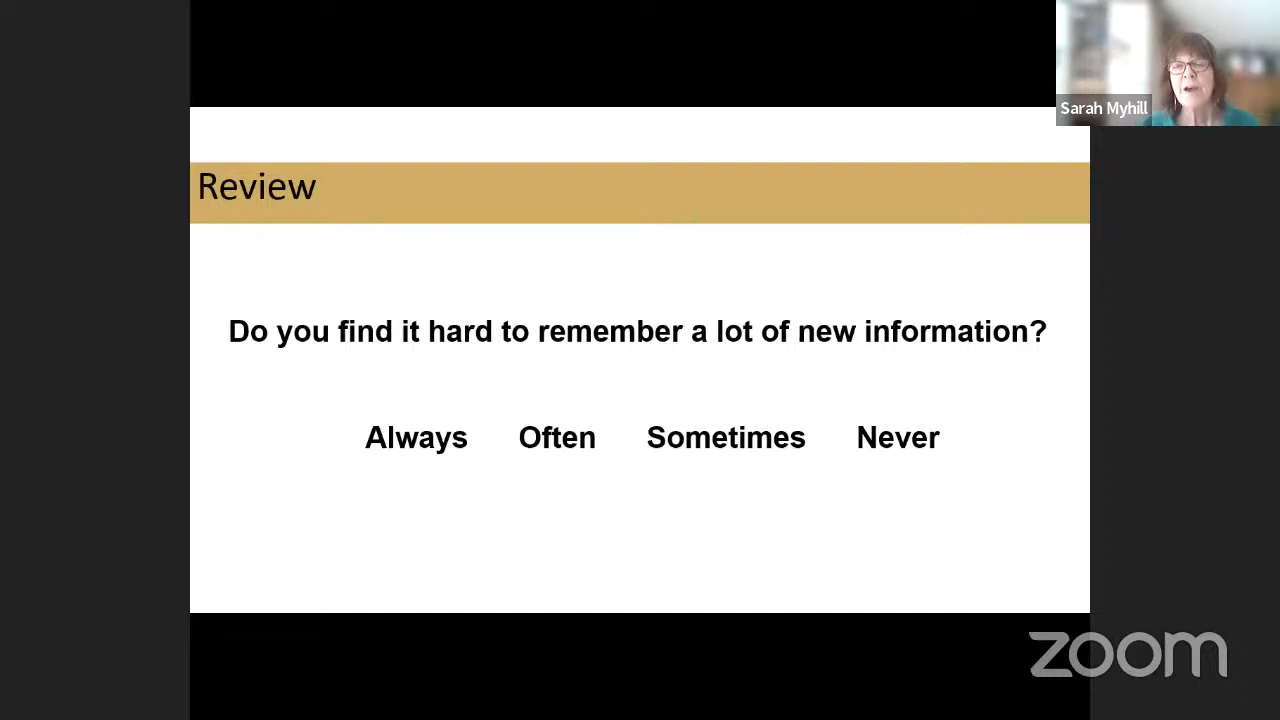 Sarah Myhill
Review
Do you find it hard to remember a lot of new information?
Always Often Sometimes Never
zoom